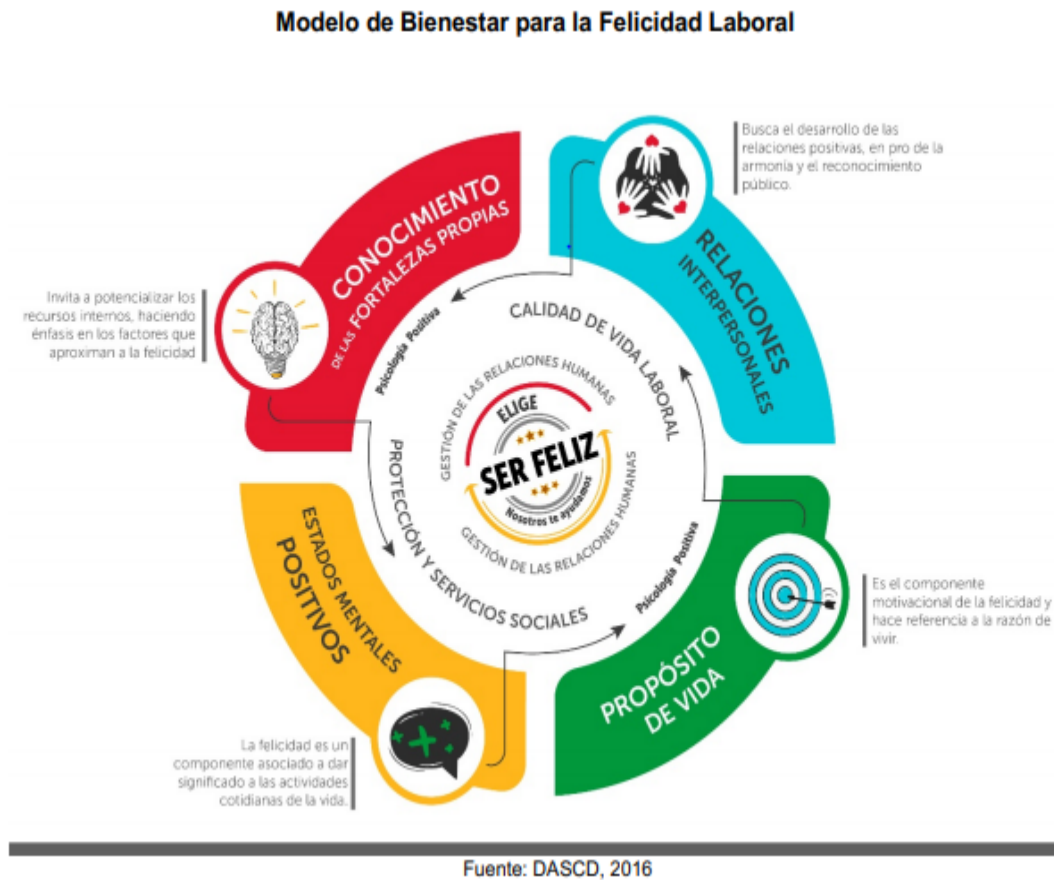 Modelo de Bienestar para la Felicidad Laboral
CONOCIMIENTO
DE LAS FORTALEZAS PROPIAS
Invita a potencializar los
recursos internos, haciendo
énfasis en los factores que
aproximan a la felicidad
Busca el desarrollo de las
relaciones positivas, en pro de la
armonía y el reconocimiento
público.
RELACIONES
INTERPERSONALES
Psicología Positiva
CALIDAD DE VIDA LABORAL
GESTIÓN DE LAS RELACIONES HUMANAS
ELIGE
SER FELIZ
Nosotros te ayudamos
GESTIÓN DE LAS RELACIONES HUMANAS
PROTECCIÓN Y SERVICIOS SOCIALES
Psicología Positiva
ESTADOS MENTALES
POSITIVOS
La felicidad es un
componente asociado a dar
significado a las actividades
cotidianas de la vida.
PROPÓSITO
DE VIDA
Es el componente
motivacional de la felicidad y
hace referencia a la razón de
vivir.
Fuente: DASCD, 2016